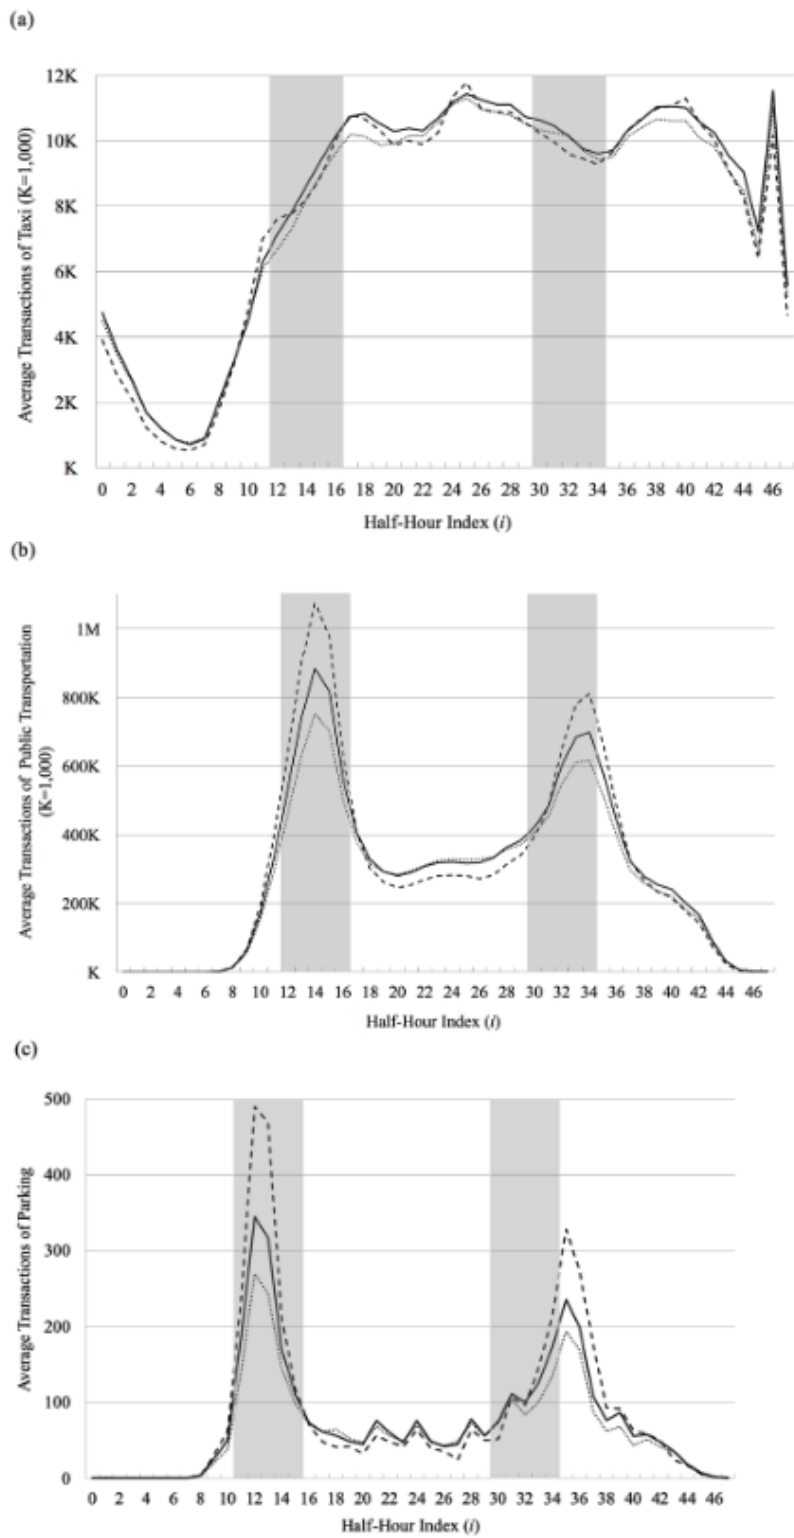 (a)
12K
10K
8K
6K
4K
2K
K
Average Transactions of Taxi (K=1,000)
0 2 4 6 8 10 12 14 16 18 20 22 24 26 28 30 32 34 36 38 40 42 44 46
Half-Hour Index (i)
(b)
1M
800K
600K
400K
200K
K
Average Transactions of Public Transportation
(K=1,000)
0 2 4 6 8 10 12 14 16 18 20 22 24 26 28 30 32 34 36 38 40 42 44 46
Half-Hour Index (i)
(c)
500
400
300
200
100
0
Average Transactions of Parking
0 2 4 6 8 10 12 14 16 18 20 22 24 26 28 30 32 34 36 38 40 42 44 46
Half-Hour Index (i)